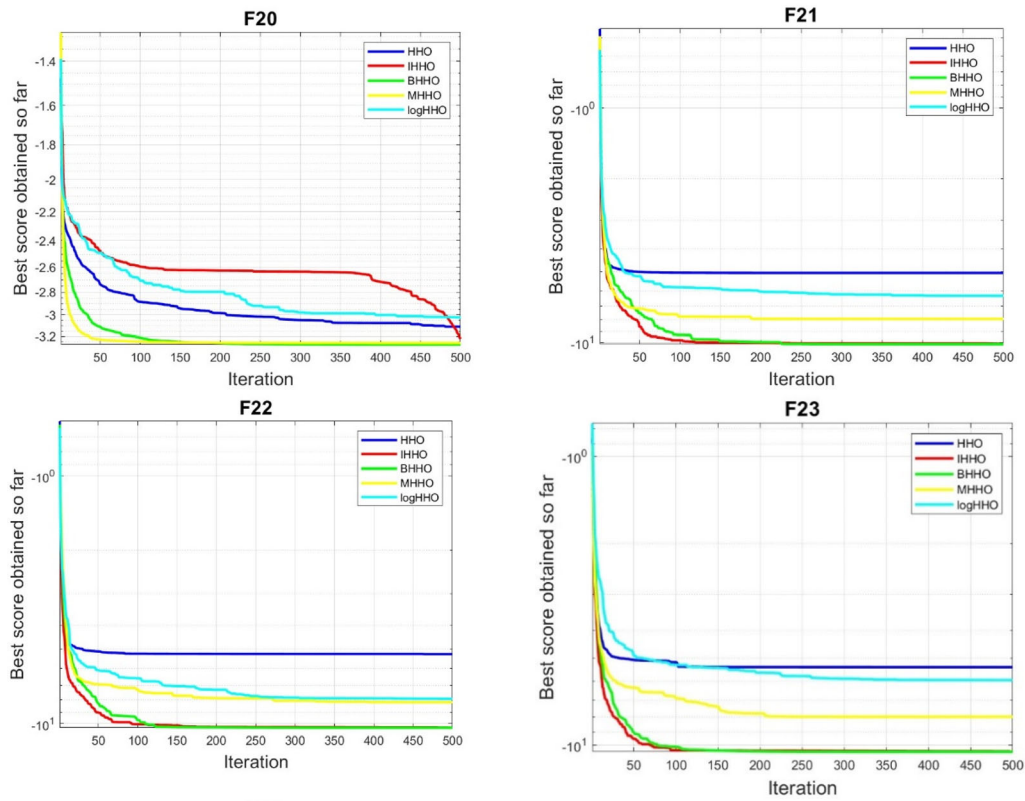 F20
HHO
IHHO
BHHO
MHHO
logHHO
Best score obtained so far
-1.4
-1.6
-1.8
-2
-2.2
-2.4
-2.6
-2.8
-3
-3.2
50 100 150 200 250 300 350 400 450 500
Iteration
F21
HHO
IHHO
BHHO
MHHO
logHHO
Best score obtained so far
-10⁰
-10¹
50 100 150 200 250 300 350 400 450 500
Iteration
F22
HHO
IHHO
BHHO
MHHO
logHHO
Best score obtained so far
-10⁰
-10¹
50 100 150 200 250 300 350 400 450 500
Iteration
F23
HHO
IHHO
BHHO
MHHO
logHHO
Best score obtained so far
-10⁰
-10¹
50 100 150 200 250 300 350 400 450 500
Iteration